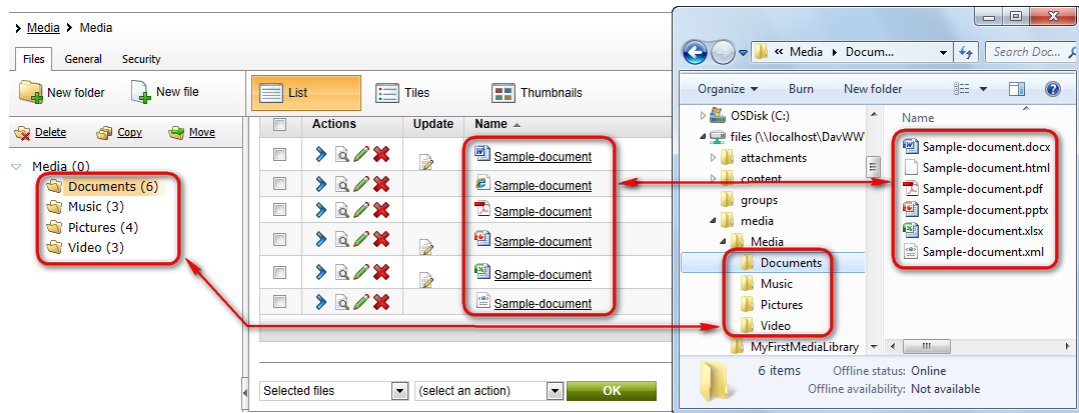 Media > Media
Files General Security
New folder New file
Delete Copy Move
Media (0)
Documents (6)
Music (3)
Pictures (4)
Video (3)
List Tiles Thumbnails
Actions Update Name
Sample-document
Sample-document
Sample-document
Sample-document
Sample-document
Sample-document
Selected files (select an action) OK
« Media Docum... Search Doc...
Organize Burn New folder
OSDisk (C:)
files (\\localhost\DavWW
attachments
content
groups
media
Media
Documents
Music
Pictures
Video
MyFirstMediaLibrary
Name
Sample-document.docx
Sample-document.html
Sample-document.pdf
Sample-document.pptx
Sample-document.xlsx
Sample-document.xml
6 items Offline status: Online
Offline availability: Not available